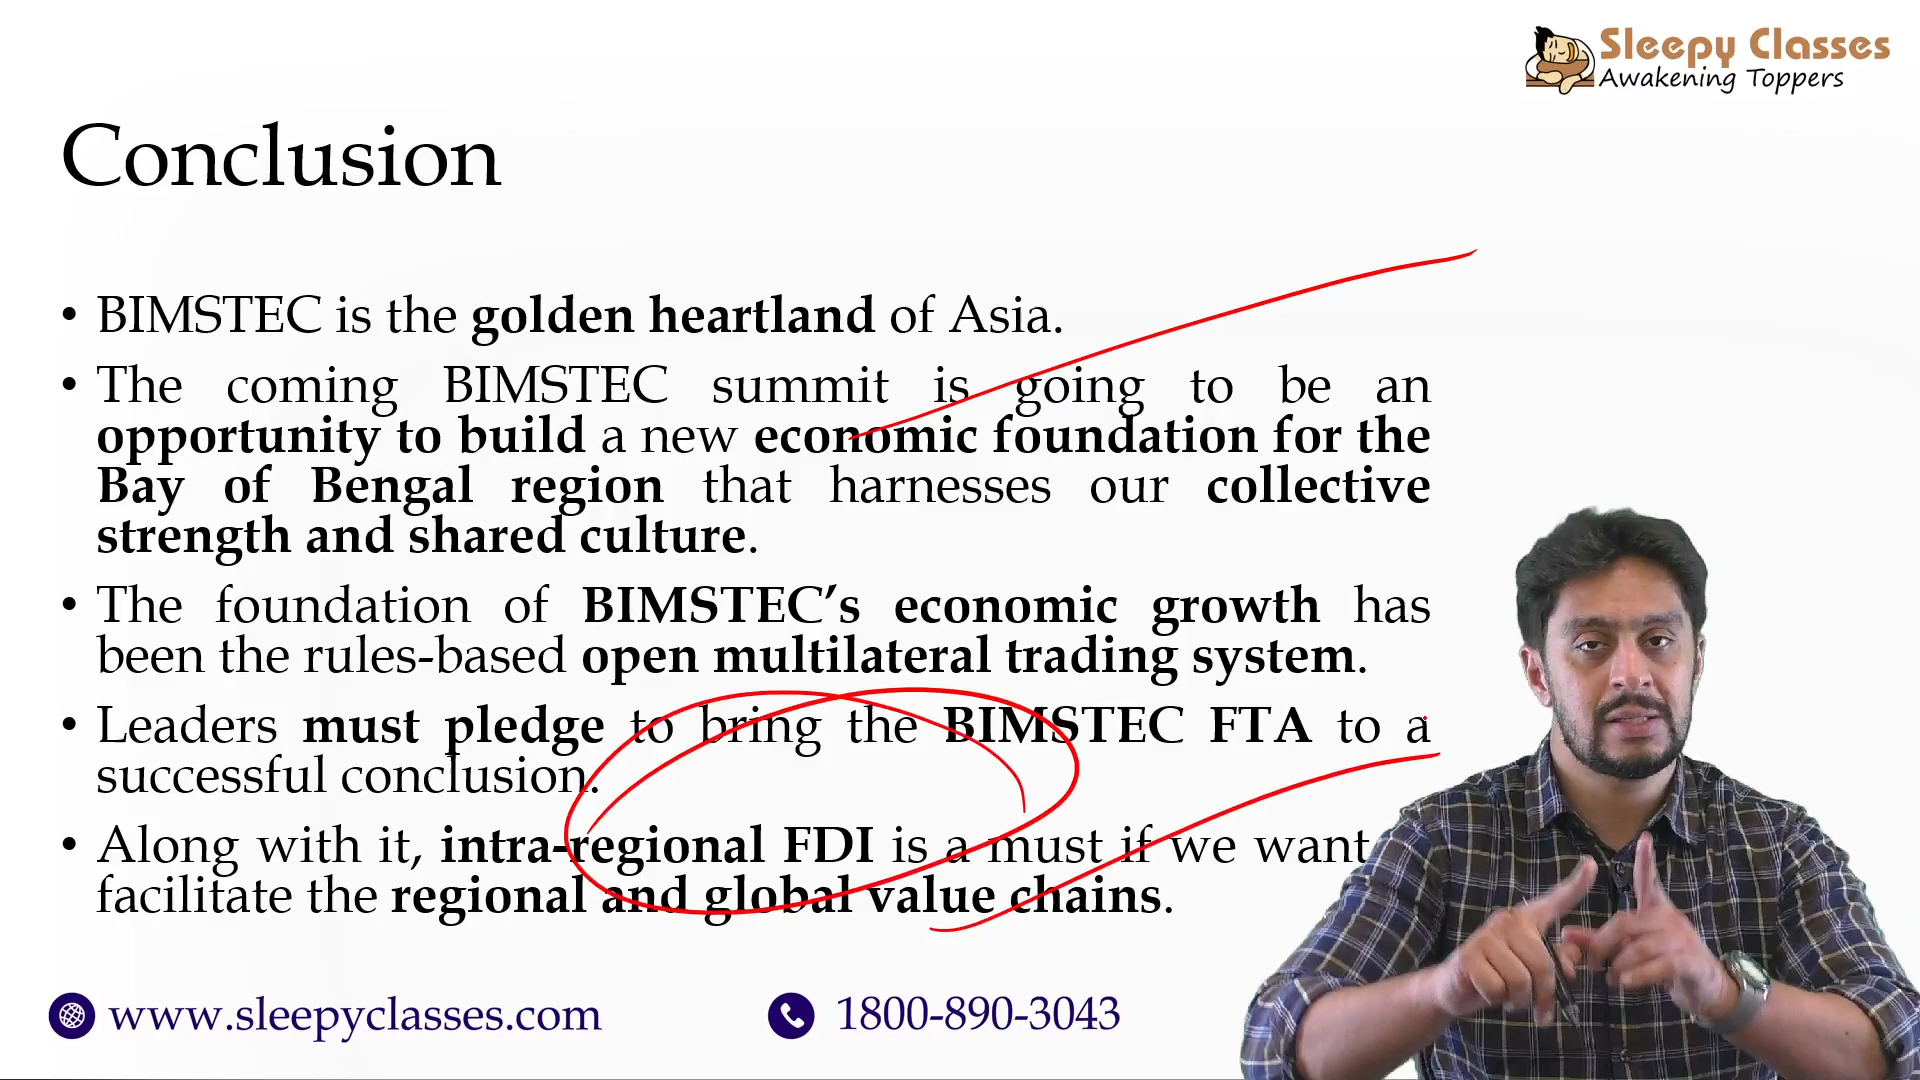 Sleepy Classes
Awakening Toppers
Conclusion
• BIMSTEC is the golden heartland of Asia.
• The coming BIMSTEC summit is going to be an
opportunity to build a new economic foundation for the
Bay of Bengal region that harnesses our collective
strength and shared culture.
• The foundation of BIMSTEC’s economic growth has
been the rules-based open multilateral trading system.
• Leaders must pledge to bring the BIMSTEC FTA to a
successful conclusion.
• Along with it, intra-regional FDI is a must if we want
facilitate the regional and global value chains.
www.sleepyclasses.com
1800-890-3043